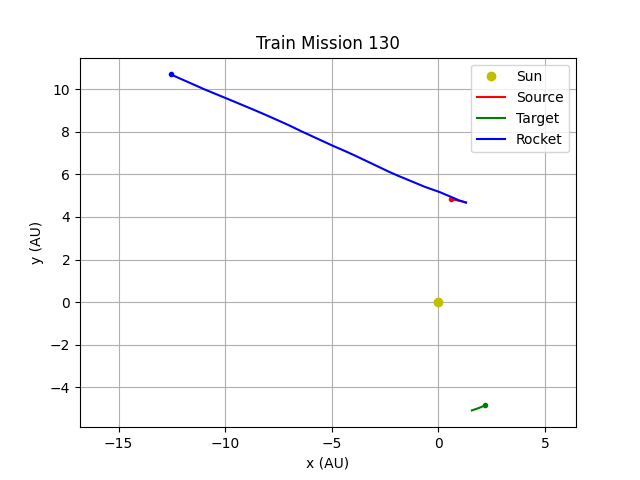 Train Mission 130
Sun
Source
Target
Rocket
10
8
6
4
2
0
−2
−4
y (AU)
−15
−10
−5
0
5
x (AU)